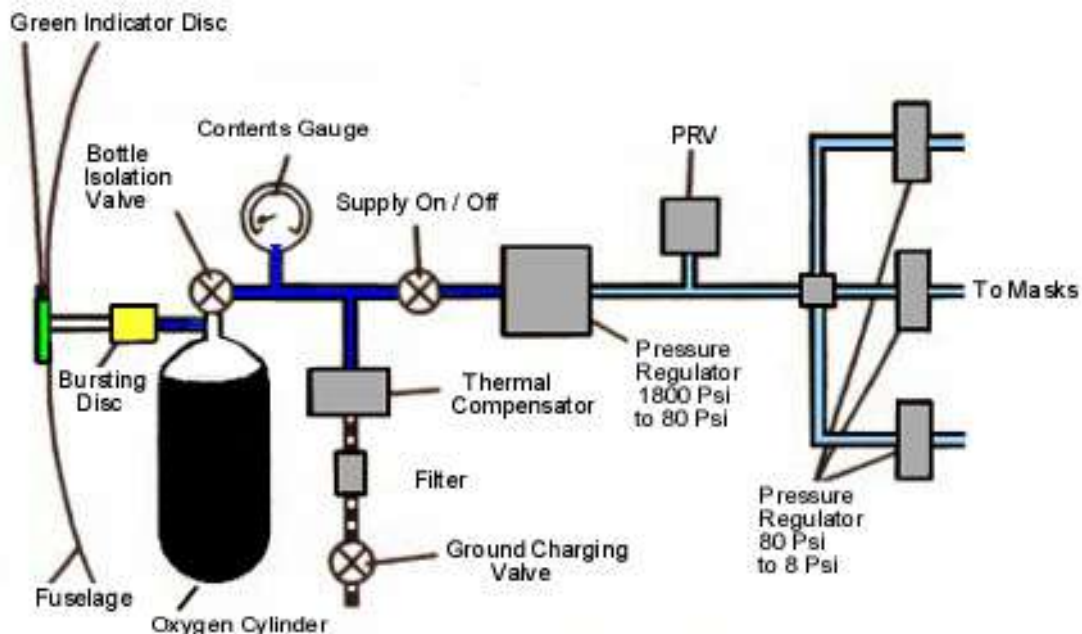 Green Indicator Disc
Contents Gauge
PRV
Bottle
Isolation
Valve
Supply On / Off
To Masks
Bursting
Disc
Thermal
Compensator
Pressure
Regulator
1800 Psi
to 80 Psi
Filter
Pressure
Regulator
80 Psi
to 8 Psi
Ground Charging
Valve
Fuselage
Oxygen Cylinder